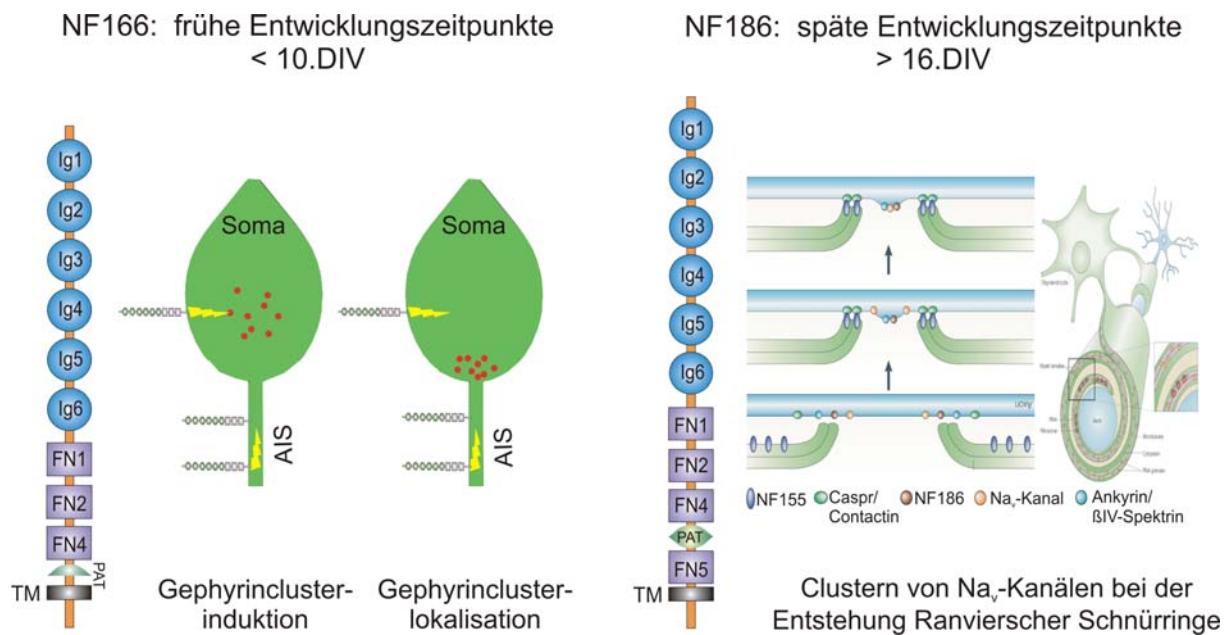 NF166: frühe Entwicklungszeitpunkte
< 10.DIV
Ig1
Ig2
Ig3
Ig4
Ig5
Ig6
FN1
FN2
FN4
PAT
TM
Soma
AIS
Gephyrincluster-
induktion
Soma
AIS
Gephyrincluster-
lokalisation
NF186: späte Entwicklungszeitpunkte
> 16.DIV
Ig1
Ig2
Ig3
Ig4
Ig5
Ig6
FN1
FN2
FN4
PAT
FN5
TM
Axon
NF155
Caspr/
Contactin
NF186
Nav-Kanal
Ankyrin/
ßIV-Spektrin
Clustern von Nav-Kanälen bei der
Entstehung Ranvierscher Schnürringe